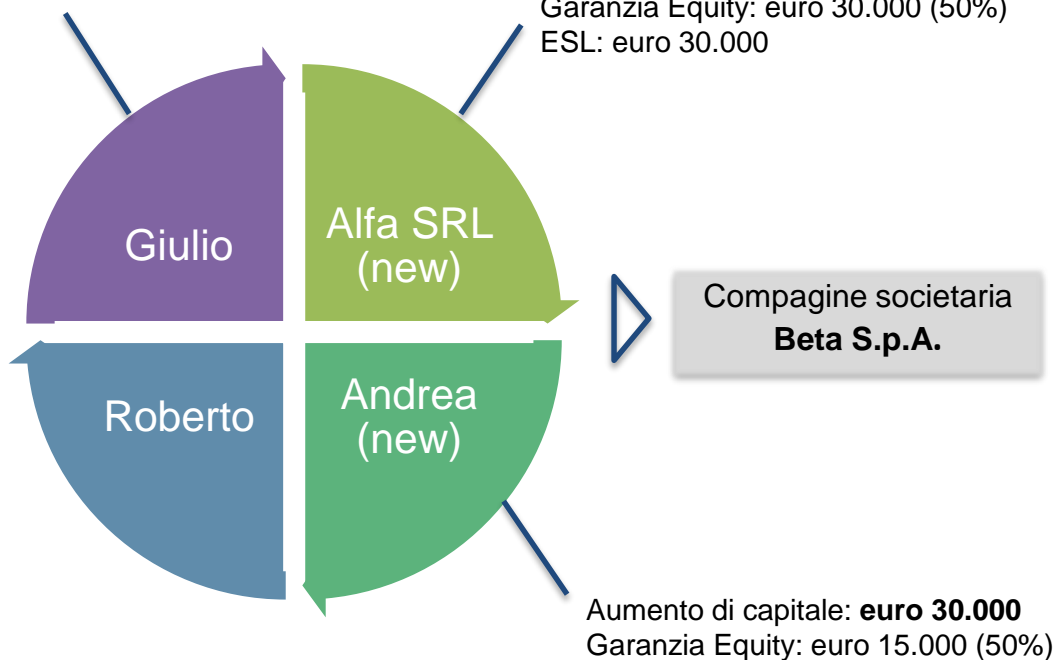 Garanzia Equity: euro 30.000 (50%)
ESL: euro 30.000
Giulio
Alfa SRL
(new)
Compagine societaria
Beta S.p.A.
Roberto
Andrea
(new)
Aumento di capitale: euro 30.000
Garanzia Equity: euro 15.000 (50%)